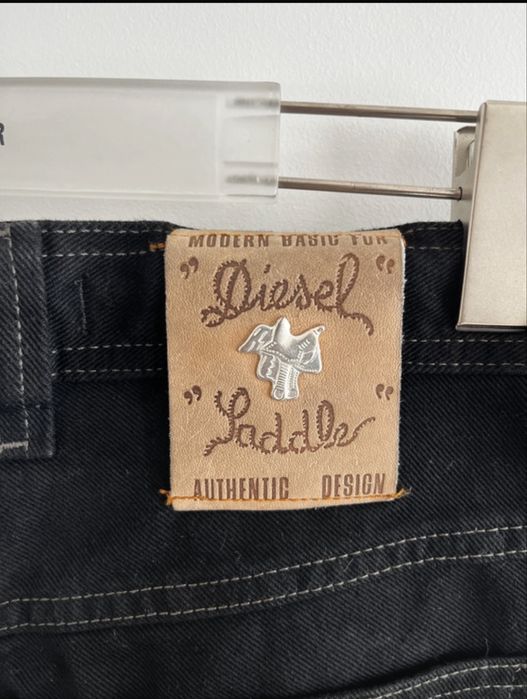 R
MODERN BASIC FOR
"Diesel"
"Saddle"
AUTHENTIC DESIGN